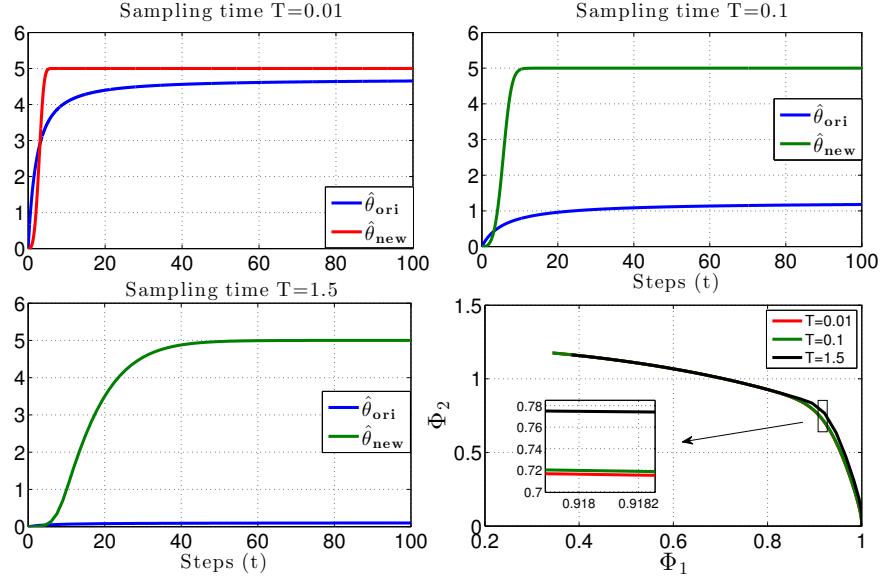 Sampling time T=0.01
6
5
4
3
2
1
0
0 20 40 60 80 100
θ̂ori
θ̂new
Sampling time T=0.1
6
5
4
3
2
1
0
0 20 40 60 80 100
Steps (t)
θ̂ori
θ̂new
Sampling time T=1.5
6
5
4
3
2
1
0
0 20 40 60 80 100
Steps (t)
θ̂ori
θ̂new
1.5
1
0.5
0
Φ2
0.2 0.4 0.6 0.8 1
Φ1
T=0.01
T=0.1
T=1.5
0.78
0.76
0.74
0.72
0.7
0.918 0.9182